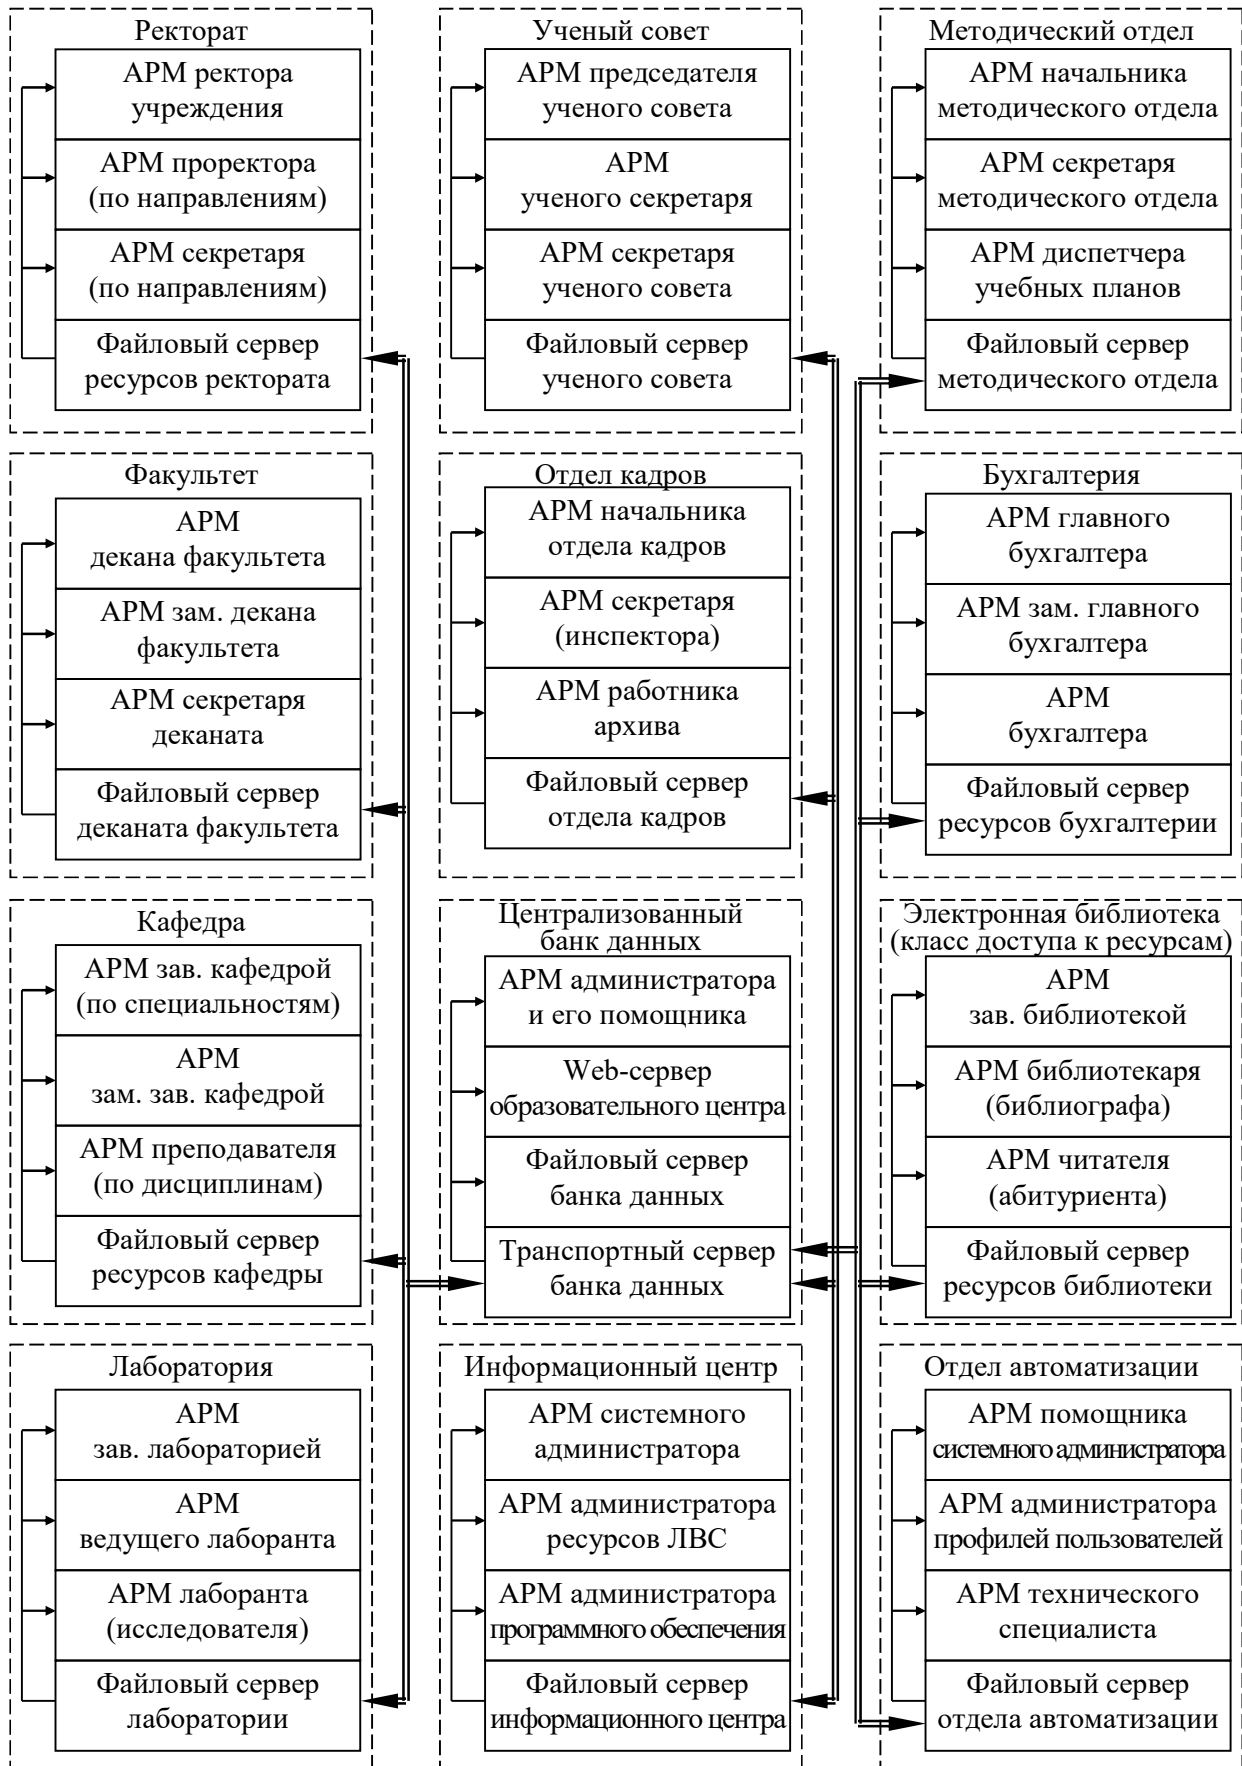 Ректорат
АРМ ректора
учреждения
АРМ проректора
(по направлениям)
АРМ секретаря
(по направлениям)
Файловый сервер
ресурсов ректората
Ученый совет
АРМ председателя
ученого совета
АРМ
ученого секретаря
АРМ секретаря
ученого совета
Файловый сервер
ученого совета
Методический отдел
АРМ начальника
методического отдела
АРМ секретаря
методического отдела
АРМ диспетчера
учебных планов
Файловый сервер
методического отдела
Факультет
АРМ
декана факультета
АРМ зам. декана
факультета
АРМ секретаря
деканата
Файловый сервер
деканата факультета
Отдел кадров
АРМ начальника
отдела кадров
АРМ секретаря
(инспектора)
АРМ работника
архива
Файловый сервер
отдела кадров
Бухгалтерия
АРМ главного
бухгалтера
АРМ зам. главного
бухгалтера
АРМ
бухгалтера
Файловый сервер
ресурсов бухгалтерии
Кафедра
АРМ зав. кафедрой
(по специальностям)
АРМ
зам. зав. кафедрой
АРМ преподавателя
(по дисциплинам)
Файловый сервер
ресурсов кафедры
Централизованный
банк данных
АРМ администратора
и его помощника
Web-сервер
образовательного центра
Файловый сервер
банка данных
Транспортный сервер
банка данных
Электронная библиотека
(класс доступа к ресурсам)
АРМ
зав. библиотекой
АРМ библиотекаря
(библиографа)
АРМ читателя
(абитуриента)
Файловый сервер
ресурсов библиотеки
Лаборатория
АРМ
зав. лабораторией
АРМ
ведущего лаборанта
АРМ лаборанта
(исследователя)
Файловый сервер
лаборатории
Информационный центр
АРМ системного
администратора
АРМ администратора
ресурсов ЛВС
АРМ администратора
программного обеспечения
Файловый сервер
информационного центра
Отдел автоматизации
АРМ помощника
системного администратора
АРМ администратора
профилей пользователей
АРМ технического
специалиста
Файловый сервер
отдела автоматизации